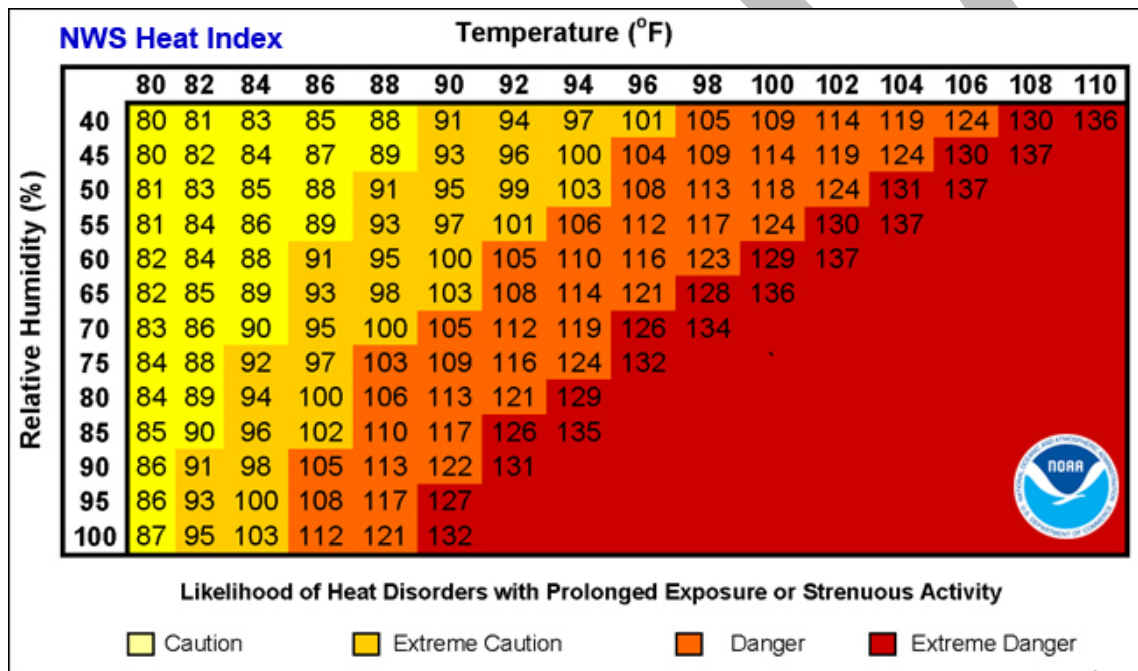 NWS Heat Index
Temperature (°F)
80 82 84 86 88 90 92 94 96 98 100 102 104 106 108 110
Relative Humidity (%)
40 80 81 83 85 88 91 94 97 101 105 109 114 119 124 130 136
45 80 82 84 87 89 93 96 100 104 109 114 119 124 130 137
50 81 83 85 88 91 95 99 103 108 113 118 124 131 137
55 81 84 86 89 93 97 101 106 112 117 124 130 137
60 82 84 88 91 95 100 105 110 116 123 129 137
65 82 85 89 93 98 103 108 114 121 128 136
70 83 86 90 95 100 105 112 119 126 134
75 84 88 92 97 103 109 116 124 132
80 84 89 94 100 106 113 121 129
85 85 90 96 102 110 117 126 135
90 86 91 98 105 113 122 131
95 86 93 100 108 117 127
100 87 95 103 112 121 132
NATIONAL OCEANIC AND ATMOSPHERIC ADMINISTRATION
NOAA
U.S. DEPARTMENT OF COMMERCE
Likelihood of Heat Disorders with Prolonged Exposure or Strenuous Activity
Caution Extreme Caution Danger Extreme Danger